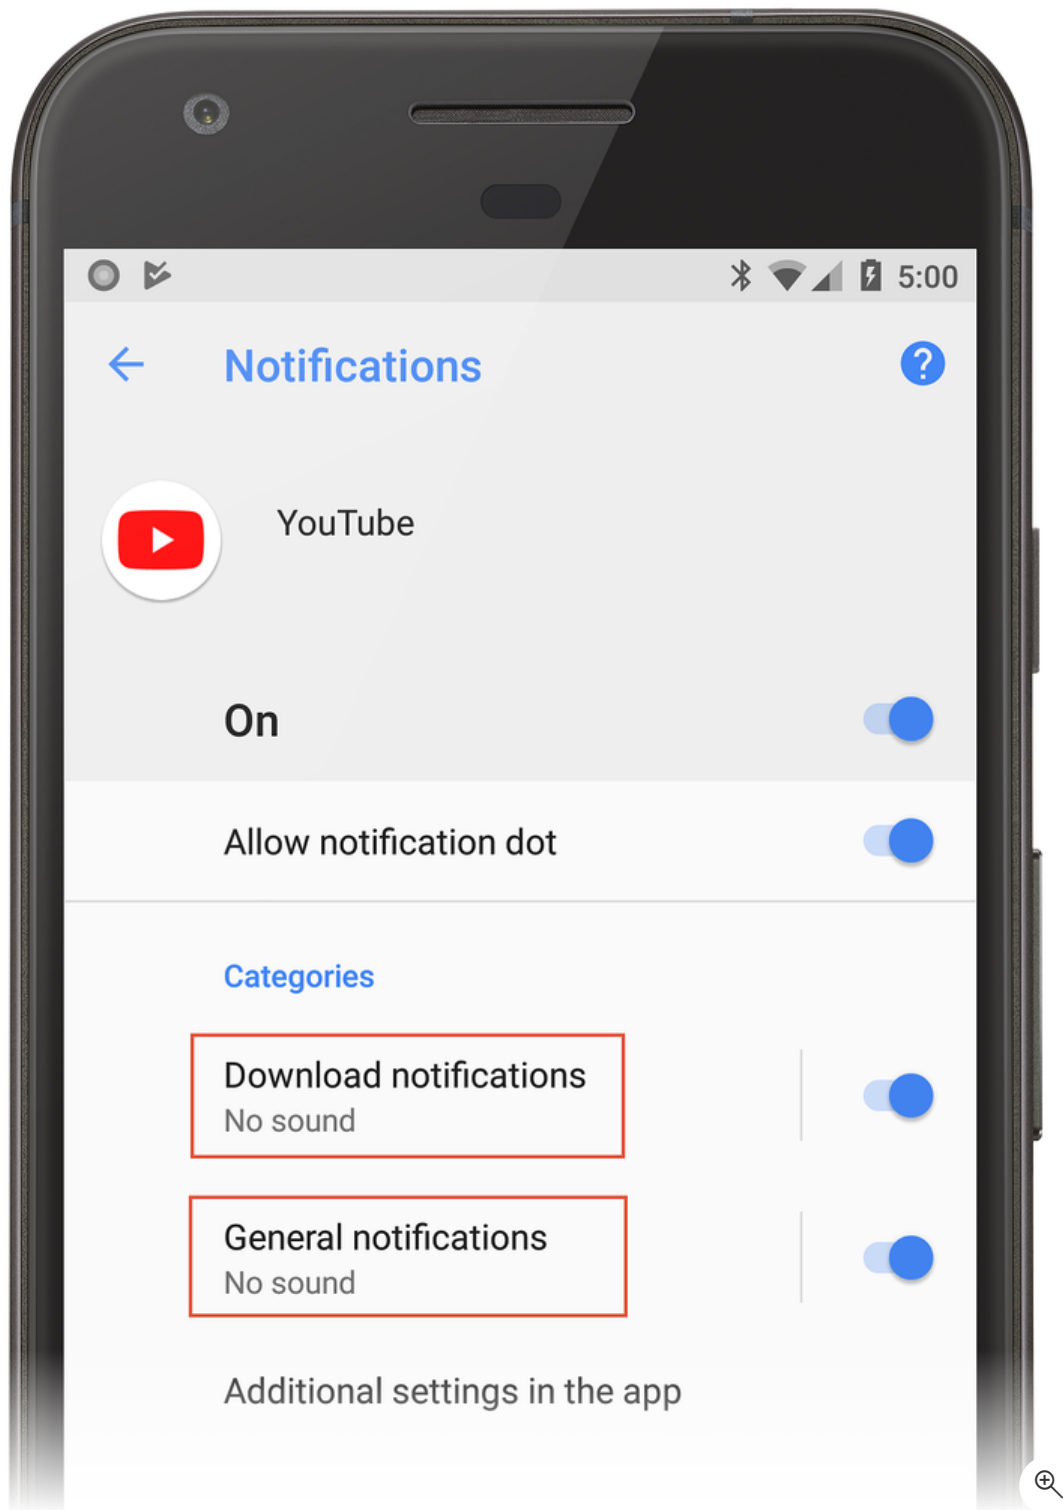 5:00
Notifications
YouTube
On
Allow notification dot
Categories
Download notifications
No sound
General notifications
No sound
Additional settings in the app